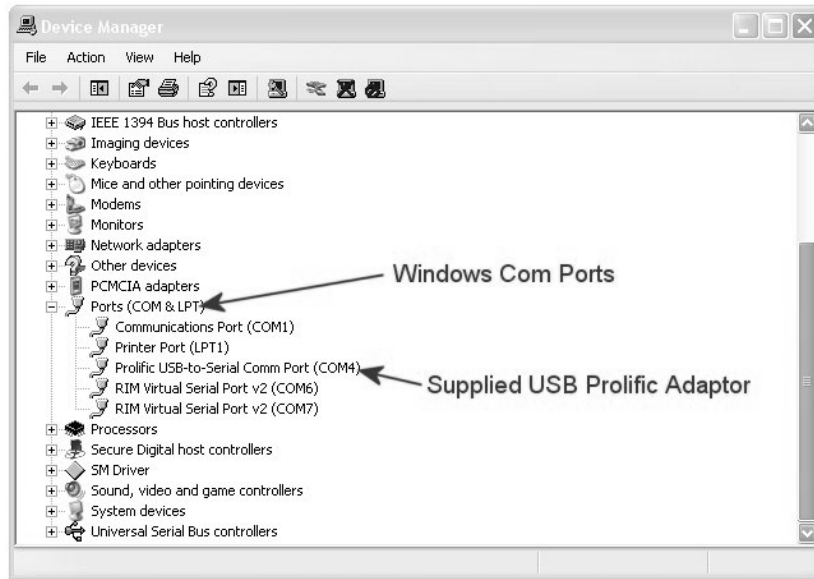 Device Manager
File Action View Help
IEEE 1394 Bus host controllers
Imaging devices
Keyboards
Mice and other pointing devices
Modems
Monitors
Network adapters
Other devices
PCMCIA adapters
Ports (COM & LPT)
Communications Port (COM1)
Printer Port (LPT1)
Prolific USB-to-Serial Comm Port (COM4)
RIM Virtual Serial Port v2 (COM6)
RIM Virtual Serial Port v2 (COM7)
Processors
Secure Digital host controllers
SM Driver
Sound, video and game controllers
System devices
Universal Serial Bus controllers
Windows Com Ports
Supplied USB Prolific Adaptor